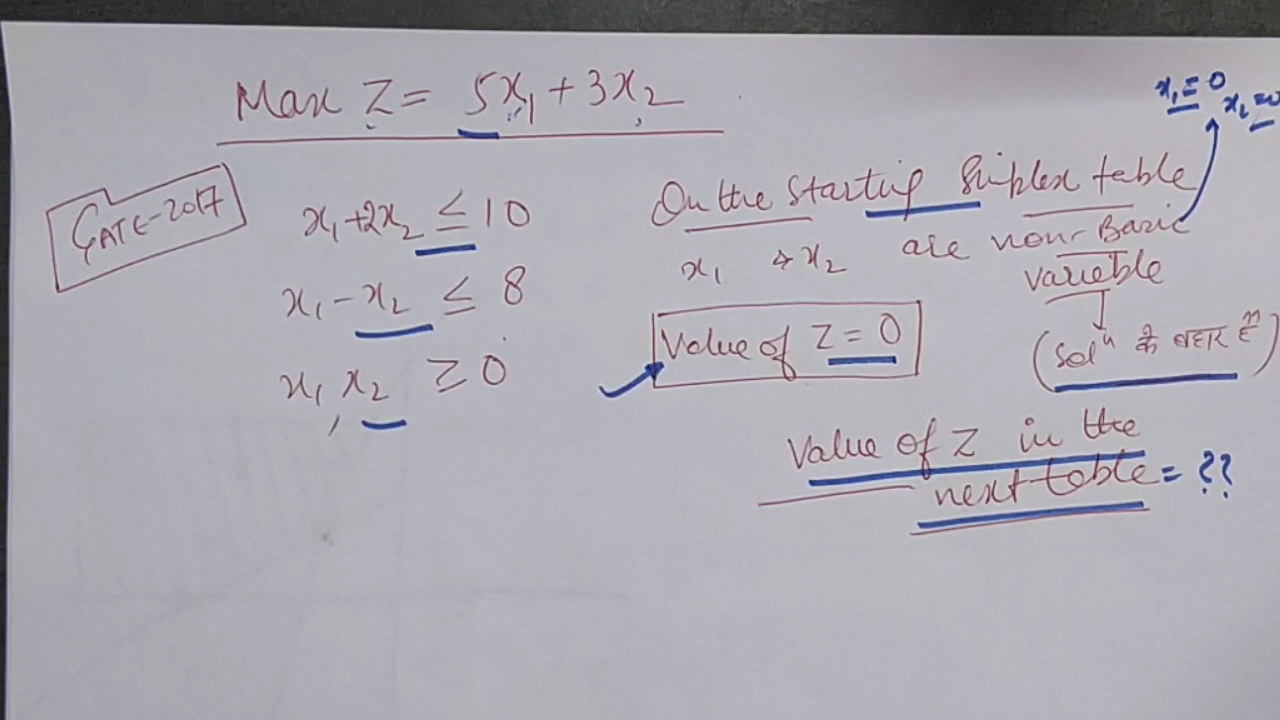 Max Z = 5x₁ + 3x₂
GATE-2017
x₁ + 2x₂ ≤ 10
x₁ - x₂ ≤ 8
x₁, x₂ ≥ 0
x₁ = 0
x₂ = 0
On the Starting Simplex table
x₁ & x₂ are non-Basic
variable
(Solⁿ के बाहर हैं)
Value of Z = 0
Value of Z in the
next table = ??